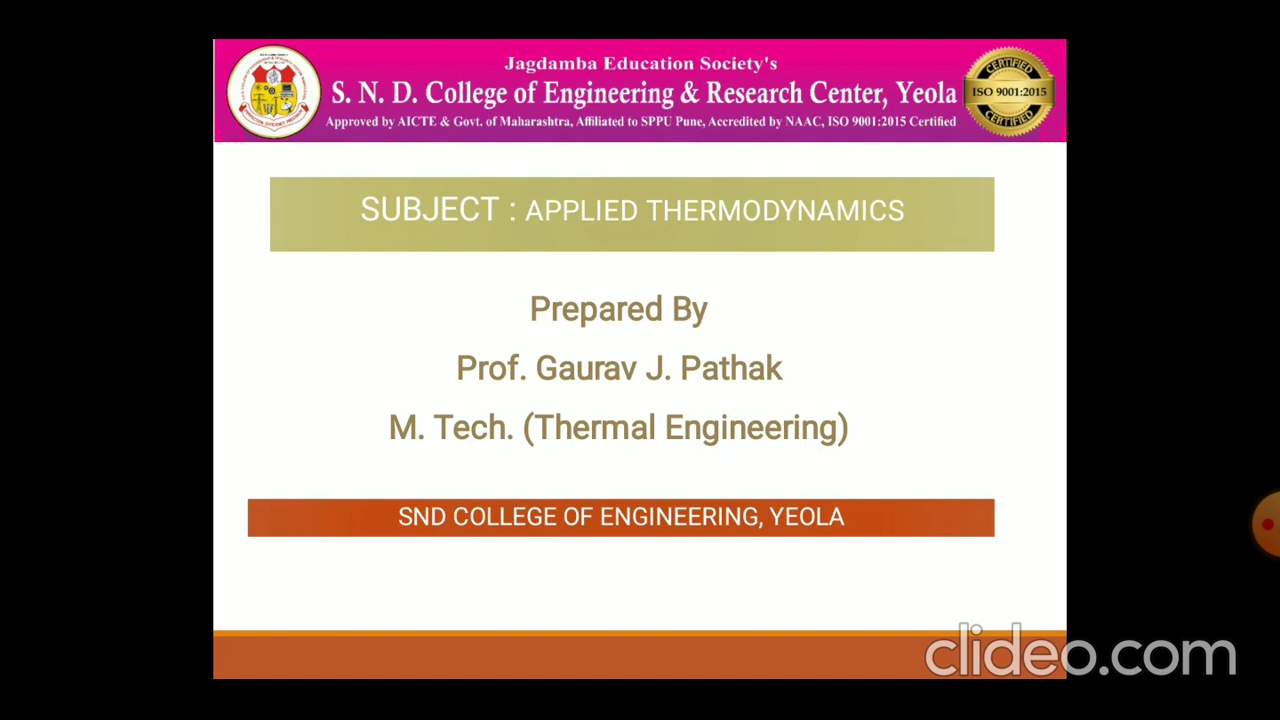 Jagdamba Education Society's
S. N. D. College of Engineering & Research Center, Yeola
Approved by AICTE & Govt. of Maharashtra, Affiliated to SPPU Pune, Accredited by NAAC, ISO 9001:2015 Certified
CERTIFIED
ISO 9001:2015
CERTIFIED
SUBJECT : APPLIED THERMODYNAMICS
Prepared By
Prof. Gaurav J. Pathak
M. Tech. (Thermal Engineering)
SND COLLEGE OF ENGINEERING, YEOLA
clideo.com